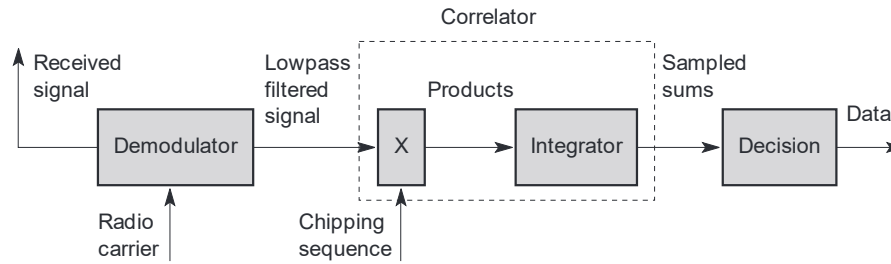 Correlator
Received
signal
Lowpass
filtered
signal
Products
Sampled
sums
Data
Demodulator
X
Integrator
Decision
Radio
carrier
Chipping
sequence